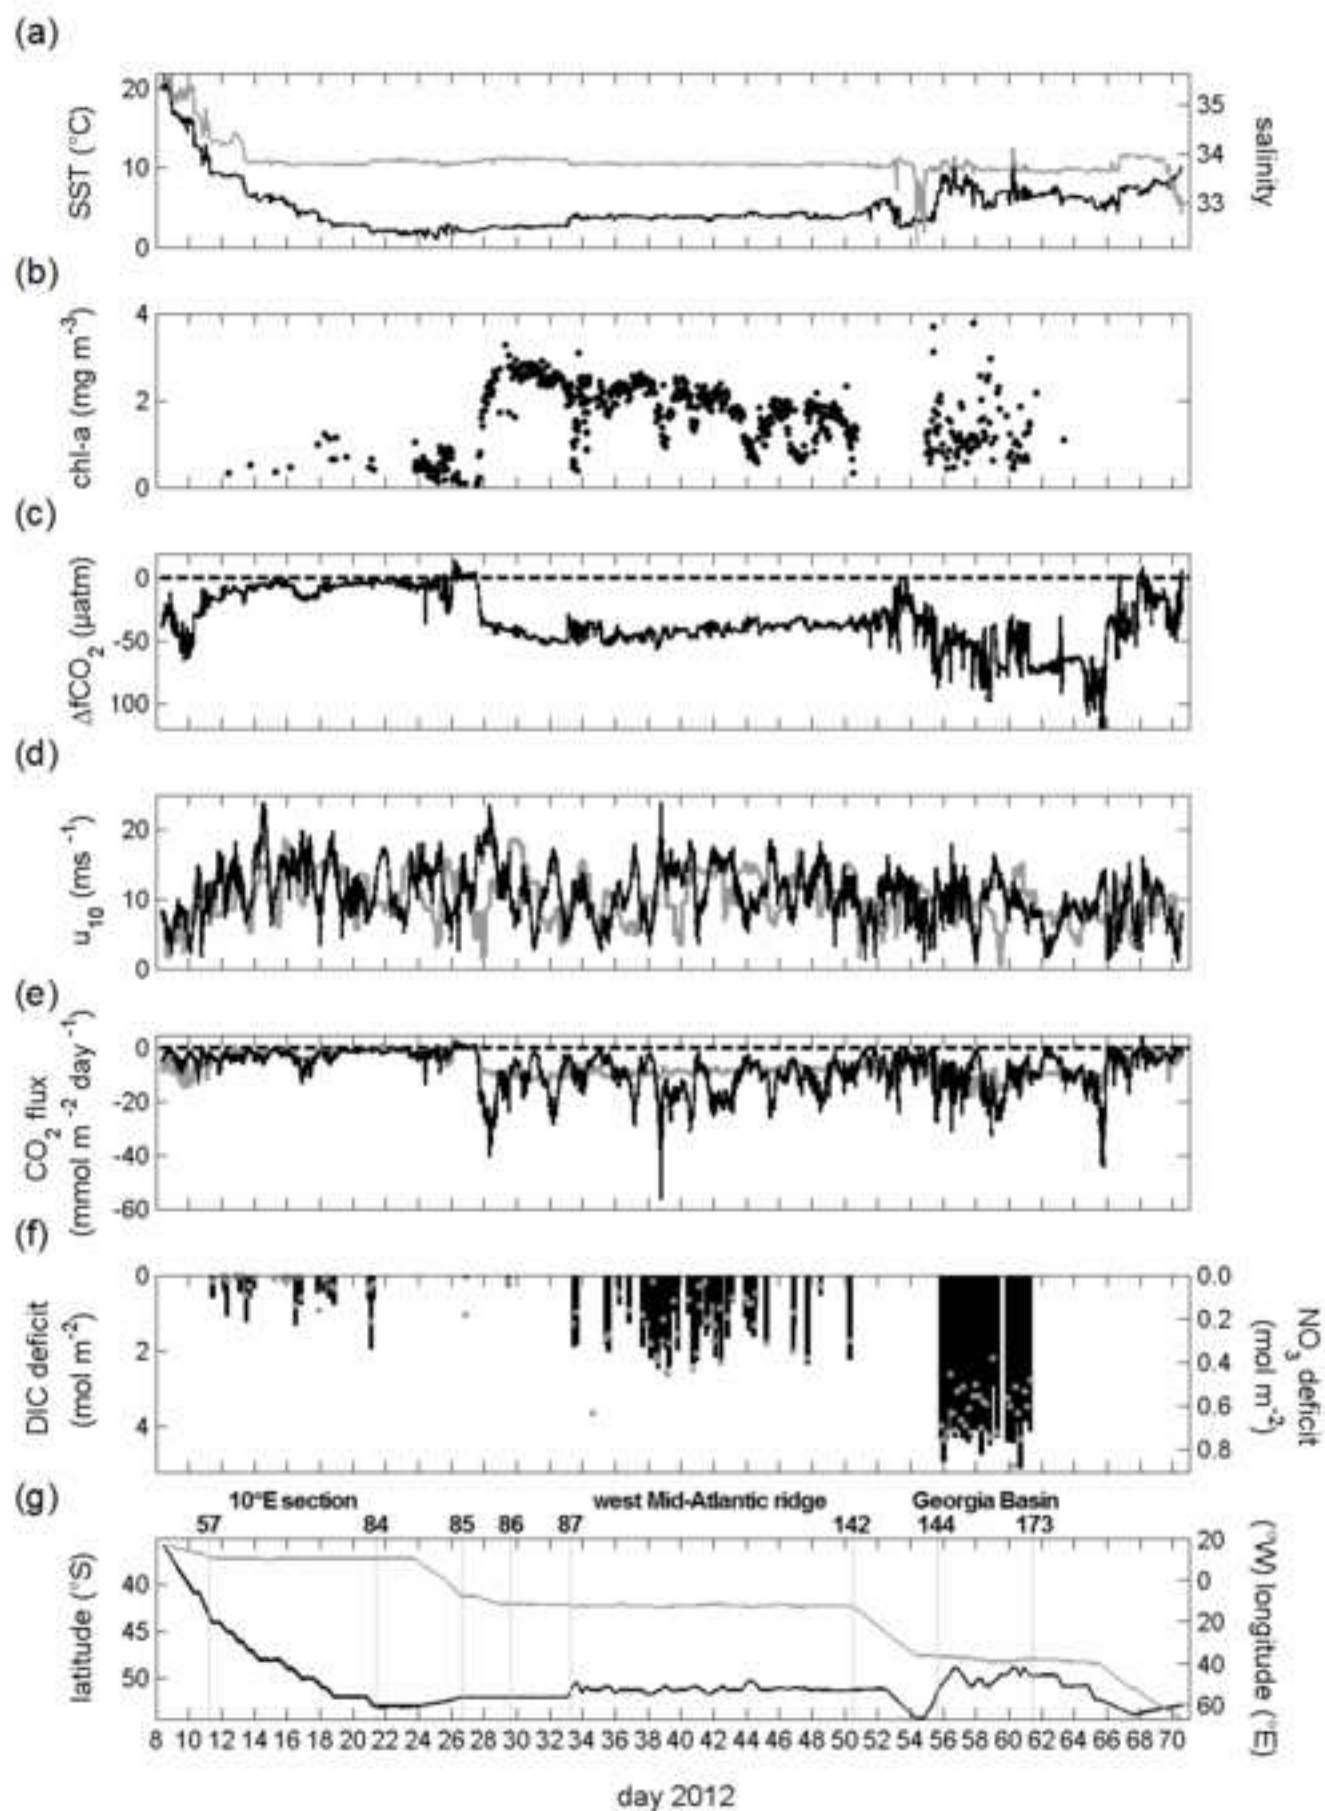 (a)
20
10
0
SST (°C)
35
34
33
salinity
(b)
4
2
0
chl-a (mg m⁻³)
(c)
0
-50
100
ΔfCO₂ (µatm)
(d)
20
10
0
u₁₀ (ms⁻¹)
(e)
0
-20
-40
-60
CO₂ flux
(mmol m⁻² day⁻¹)
(f)
0
2
4
DIC deficit
(mol m⁻²)
0.0
0.2
0.4
0.6
0.8
NO₃ deficit
(mol m⁻²)
(g)
10°E section west Mid-Atlantic ridge Georgia Basin
57 84 85 86 87 142 144 173
40
45
50
latitude (°S)
20
0
20
40
60
(°W) longitude (°E)
8 10 12 14 16 18 20 22 24 26 28 30 32 34 36 38 40 42 44 46 48 50 52 54 56 58 60 62 64 66 68 70
day 2012